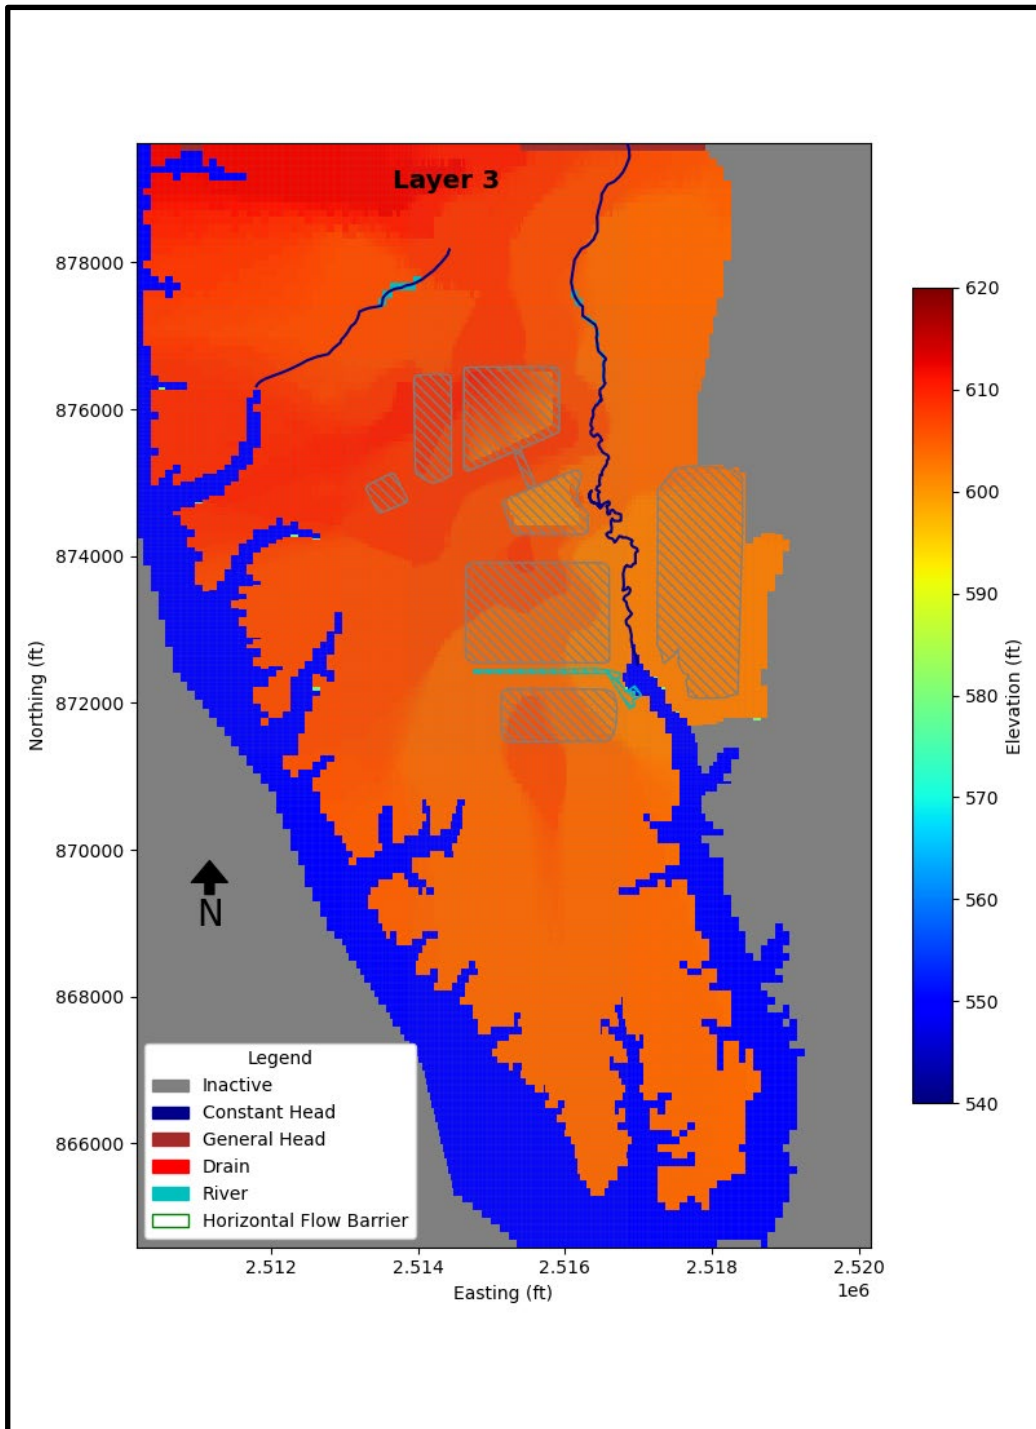 Layer 3
878000
876000
874000
872000
870000
868000
866000
Northing (ft)
N
Legend
Inactive
Constant Head
General Head
Drain
River
Horizontal Flow Barrier
2.512
2.514
2.516
2.518
2.520
1e6
Easting (ft)
620
610
600
590
580
570
560
550
540
Elevation (ft)